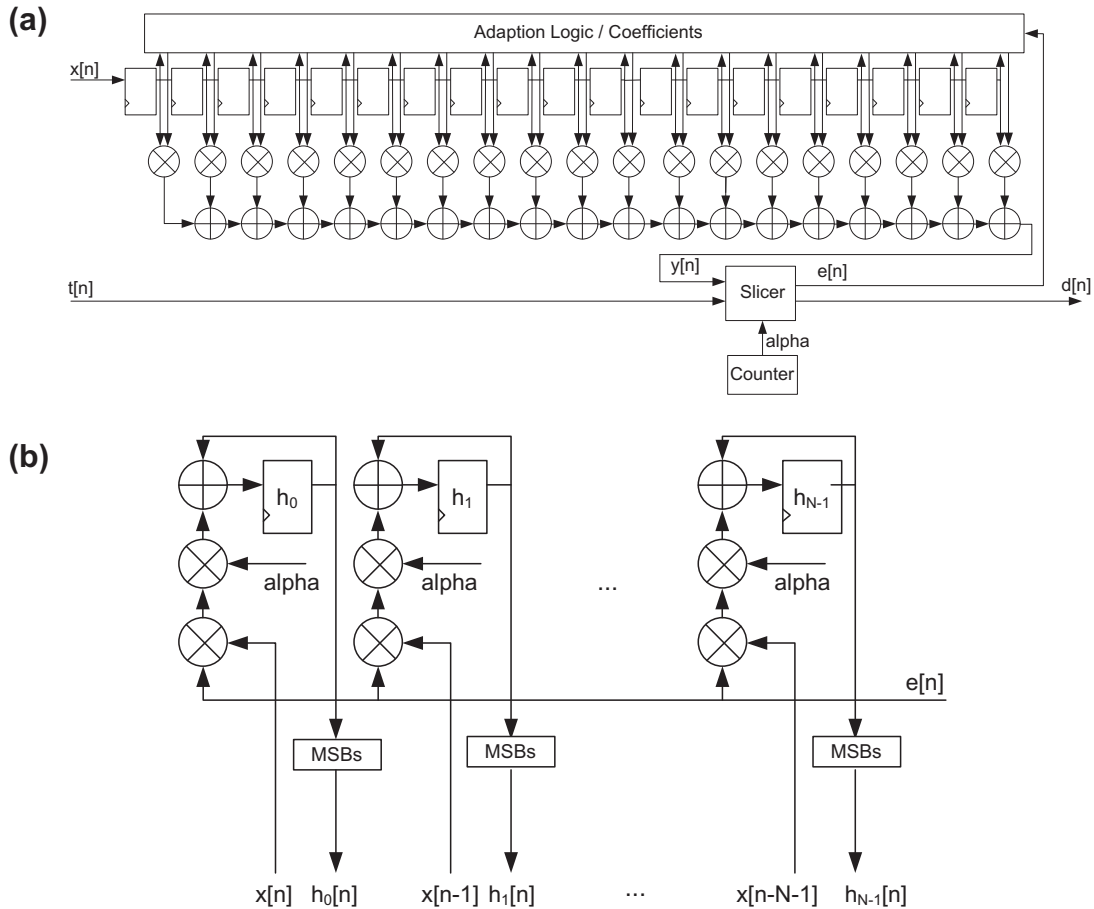 (a)
Adaption Logic / Coefficients
x[n]
y[n]
e[n]
t[n]
Slicer
d[n]
alpha
Counter
(b)
h0
h1
hN-1
alpha
alpha
...
alpha
e[n]
MSBs
MSBs
MSBs
x[n] h0[n] x[n-1] h1[n] ... x[n-N-1] hN-1[n]